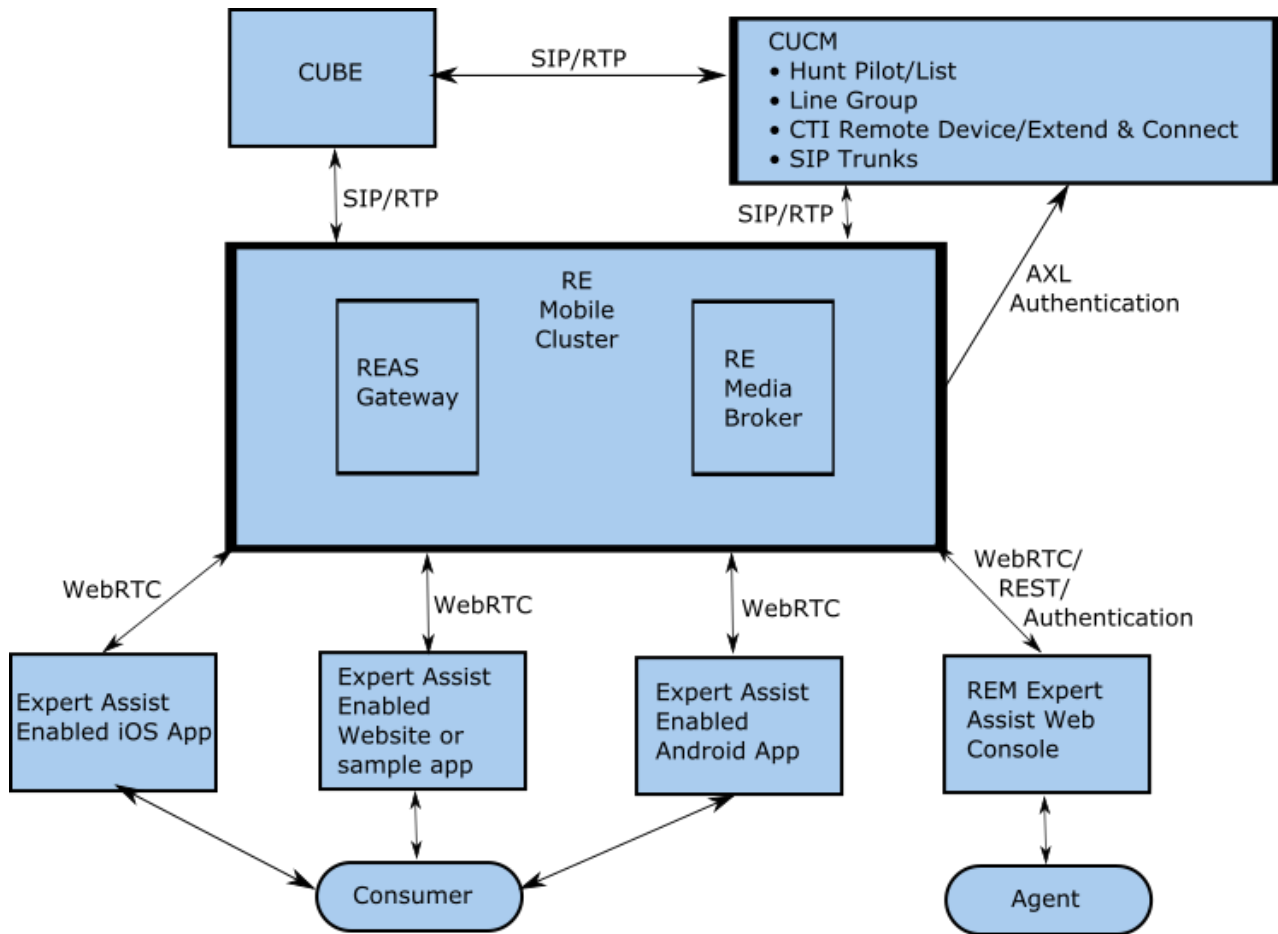 CUBE
SIP/RTP
CUCM
• Hunt Pilot/List
• Line Group
• CTI Remote Device/Extend & Connect
• SIP Trunks
SIP/RTP
SIP/RTP
AXL
Authentication
RE
Mobile
Cluster
REAS
Gateway
RE
Media
Broker
WebRTC
WebRTC
WebRTC
WebRTC/
REST/
Authentication
Expert Assist
Enabled iOS App
Expert Assist
Enabled
Website or
sample app
Expert Assist
Enabled
Android App
REM Expert
Assist Web
Console
Consumer
Agent